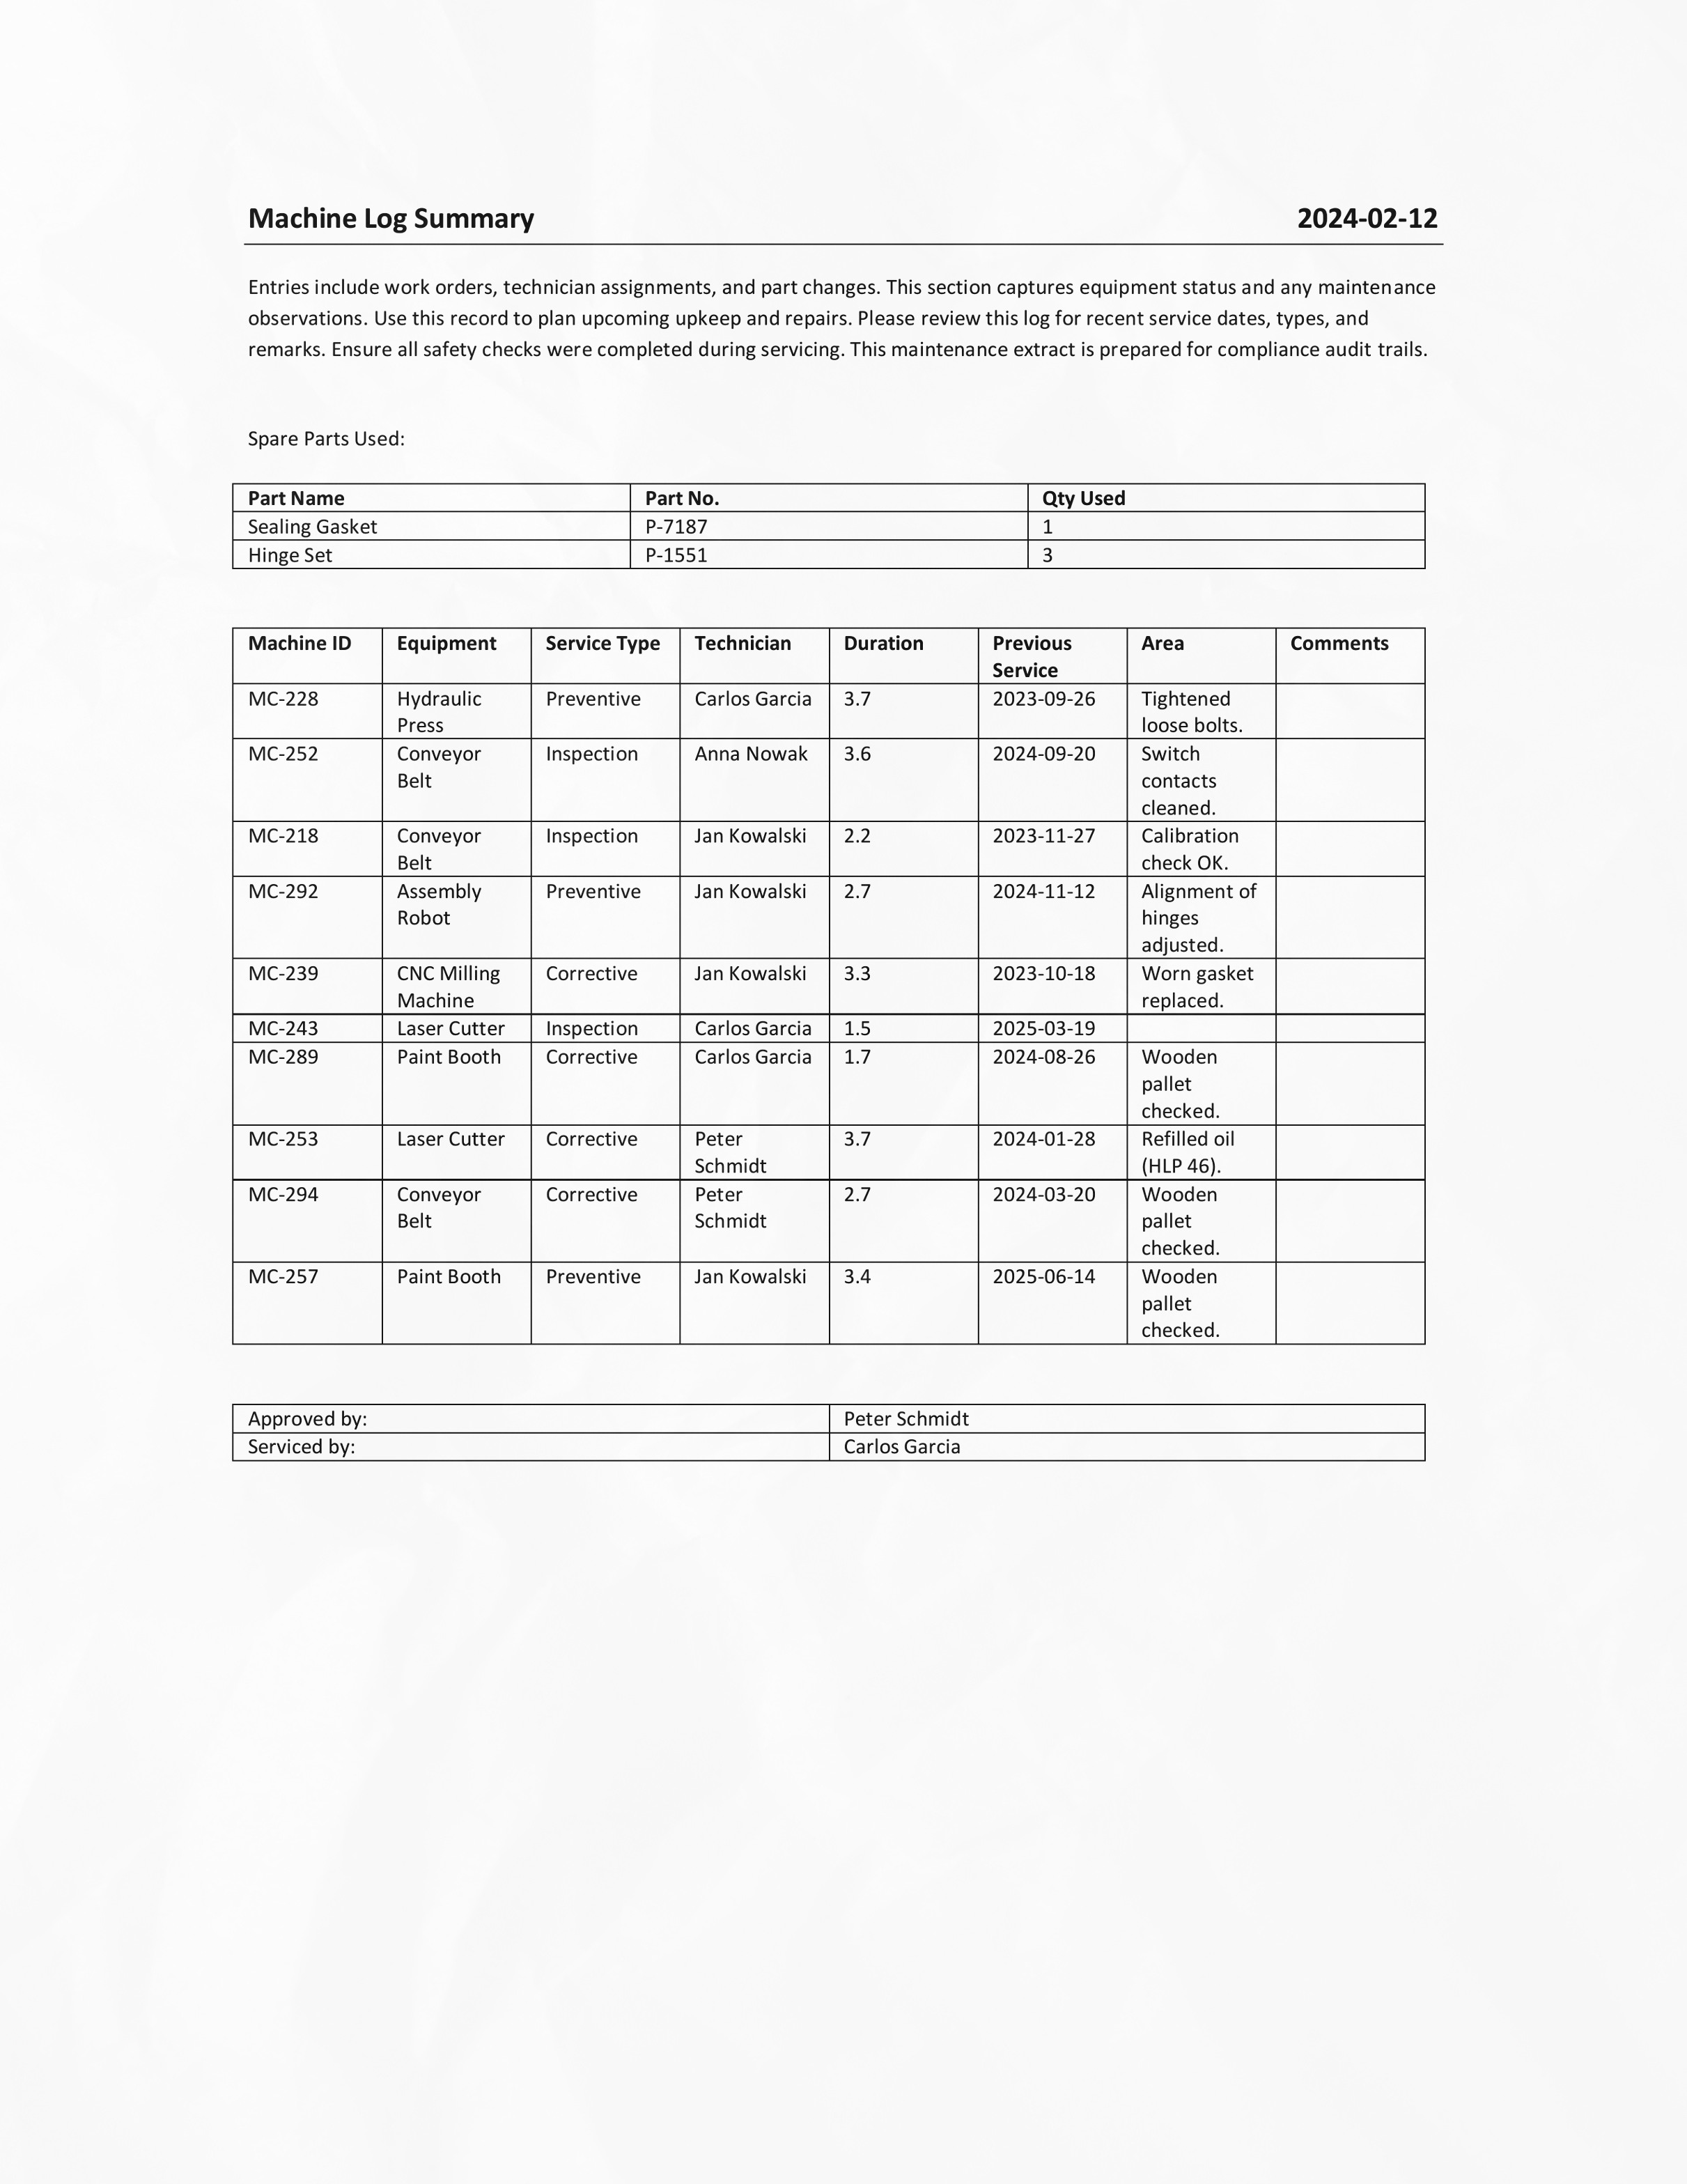 Machine Log Summary 2024-02-12
Entries include work orders, technician assignments, and part changes. This section captures equipment status and any maintenance
observations. Use this record to plan upcoming upkeep and repairs. Please review this log for recent service dates, types, and
remarks. Ensure all safety checks were completed during servicing. This maintenance extract is prepared for compliance audit trails.
Spare Parts Used:
Part Name Part No. Qty Used
Sealing Gasket P-7187 1
Hinge Set P-1551 3
Machine ID Equipment Service Type Technician Duration Previous Area Comments
Service
MC-228 Hydraulic Preventive Carlos Garcia 3.7 2023-09-26 Tightened
Press loose bolts.
MC-252 Conveyor Inspection Anna Nowak 3.6 2024-09-20 Switch
Belt contacts
cleaned.
MC-218 Conveyor Inspection Jan Kowalski 2.2 2023-11-27 Calibration
Belt check OK.
MC-292 Assembly Preventive Jan Kowalski 2.7 2024-11-12 Alignment of
Robot hinges
adjusted.
MC-239 CNC Milling Corrective Jan Kowalski 3.3 2023-10-18 Worn gasket
Machine replaced.
MC-243 Laser Cutter Inspection Carlos Garcia 1.5 2025-03-19
MC-289 Paint Booth Corrective Carlos Garcia 1.7 2024-08-26 Wooden
pallet
checked.
MC-253 Laser Cutter Corrective Peter 3.7 2024-01-28 Refilled oil
Schmidt (HLP 46).
MC-294 Conveyor Corrective Peter 2.7 2024-03-20 Wooden
Belt Schmidt pallet
checked.
MC-257 Paint Booth Preventive Jan Kowalski 3.4 2025-06-14 Wooden
pallet
checked.
Approved by: Peter Schmidt
Serviced by: Carlos Garcia